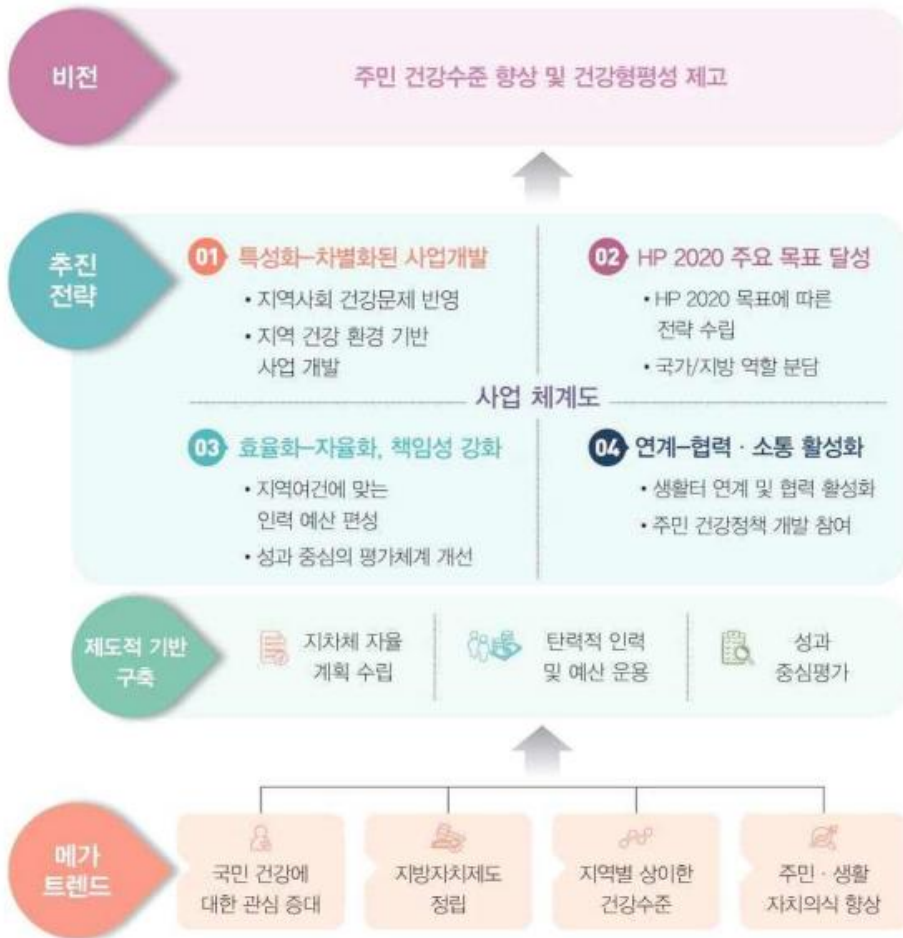 비전
주민 건강수준 향상 및 건강형평성 제고
추진
전략
01 특성화–차별화된 사업개발
• 지역사회 건강문제 반영
• 지역 건강 환경 기반
사업 개발
02 HP 2020 주요 목표 달성
• HP 2020 목표에 따른
전략 수립
• 국가/지방 역할 분담
사업 체계도
03 효율화–자율화, 책임성 강화
• 지역여건에 맞는
인력 예산 편성
• 성과 중심의 평가체계 개선
04 연계–협력 · 소통 활성화
• 생활터 연계 및 협력 활성화
• 주민 건강정책 개발 참여
제도적 기반
구축
지차체 자율
계획 수립
탄력적 인력
및 예산 운용
성과
중심평가
메가
트렌드
국민 건강에
대한 관심 증대
지방자치제도
정립
지역별 상이한
건강수준
주민 · 생활
자치의식 향상